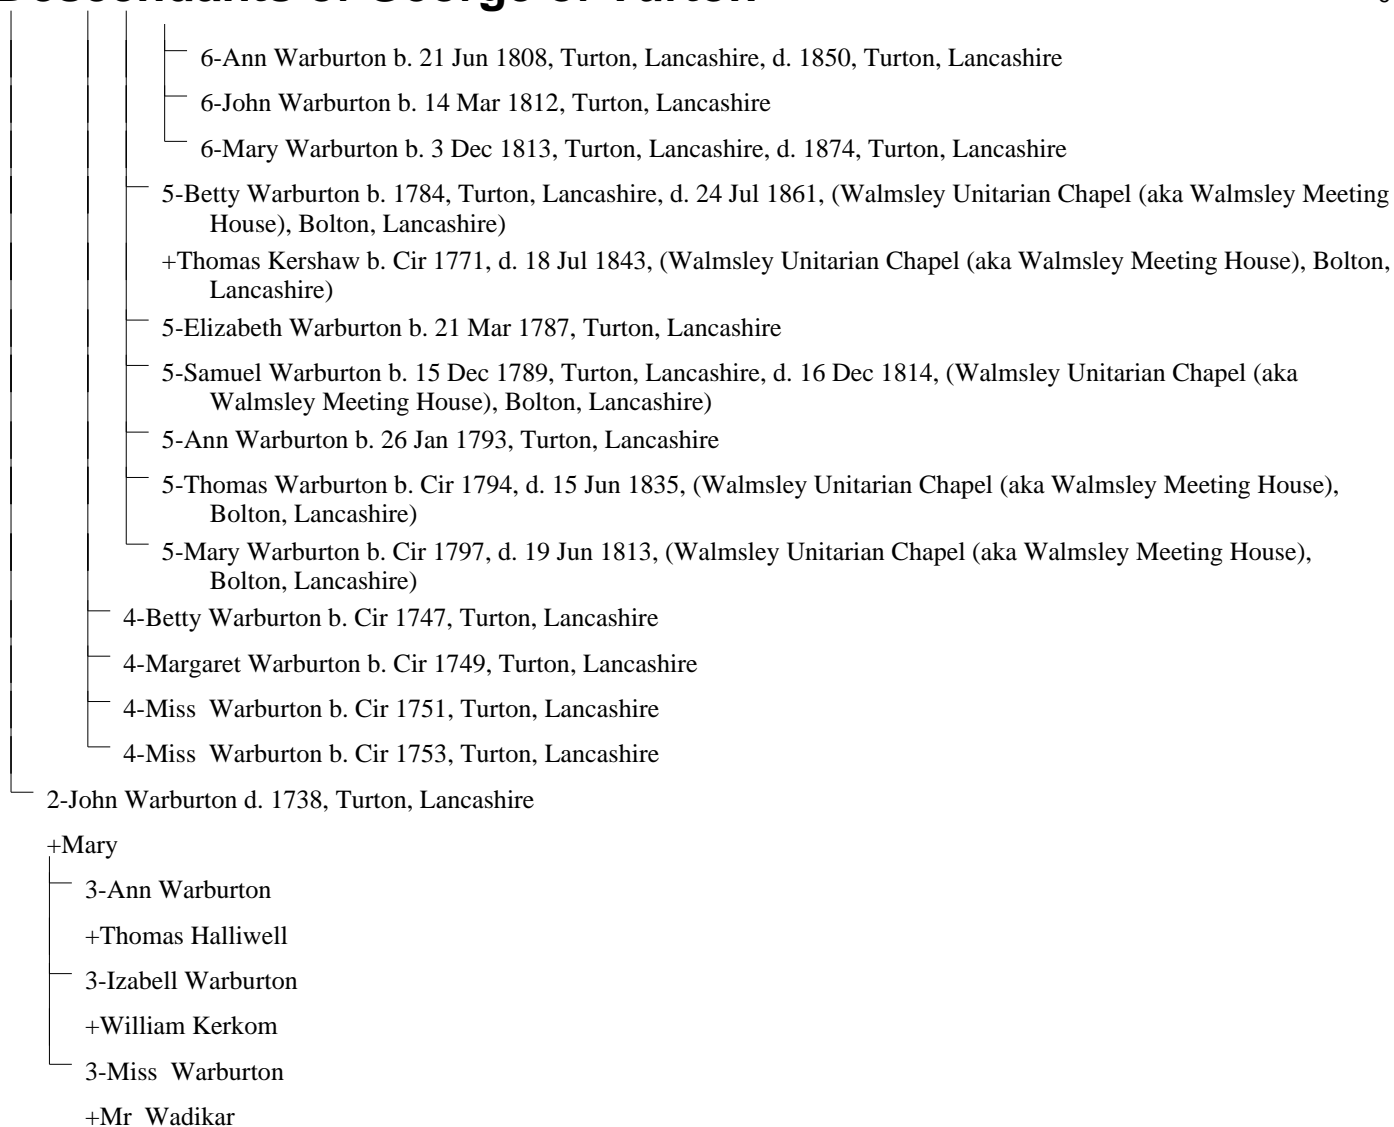 Descendants of George of Turton
6-Ann Warburton b. 21 Jun 1808, Turton, Lancashire, d. 1850, Turton, Lancashire
6-John Warburton b. 14 Mar 1812, Turton, Lancashire
6-Mary Warburton b. 3 Dec 1813, Turton, Lancashire, d. 1874, Turton, Lancashire
5-Betty Warburton b. 1784, Turton, Lancashire, d. 24 Jul 1861, (Walmsley Unitarian Chapel (aka Walmsley Meeting
House), Bolton, Lancashire)
+Thomas Kershaw b. Cir 1771, d. 18 Jul 1843, (Walmsley Unitarian Chapel (aka Walmsley Meeting House), Bolton,
Lancashire)
5-Elizabeth Warburton b. 21 Mar 1787, Turton, Lancashire
5-Samuel Warburton b. 15 Dec 1789, Turton, Lancashire, d. 16 Dec 1814, (Walmsley Unitarian Chapel (aka
Walmsley Meeting House), Bolton, Lancashire)
5-Ann Warburton b. 26 Jan 1793, Turton, Lancashire
5-Thomas Warburton b. Cir 1794, d. 15 Jun 1835, (Walmsley Unitarian Chapel (aka Walmsley Meeting House),
Bolton, Lancashire)
5-Mary Warburton b. Cir 1797, d. 19 Jun 1813, (Walmsley Unitarian Chapel (aka Walmsley Meeting House),
Bolton, Lancashire)
4-Betty Warburton b. Cir 1747, Turton, Lancashire
4-Margaret Warburton b. Cir 1749, Turton, Lancashire
4-Miss  Warburton b. Cir 1751, Turton, Lancashire
4-Miss  Warburton b. Cir 1753, Turton, Lancashire
2-John Warburton d. 1738, Turton, Lancashire
+Mary
3-Ann Warburton
+Thomas Halliwell
3-Izabell Warburton
+William Kerkom
3-Miss  Warburton
+Mr  Wadikar